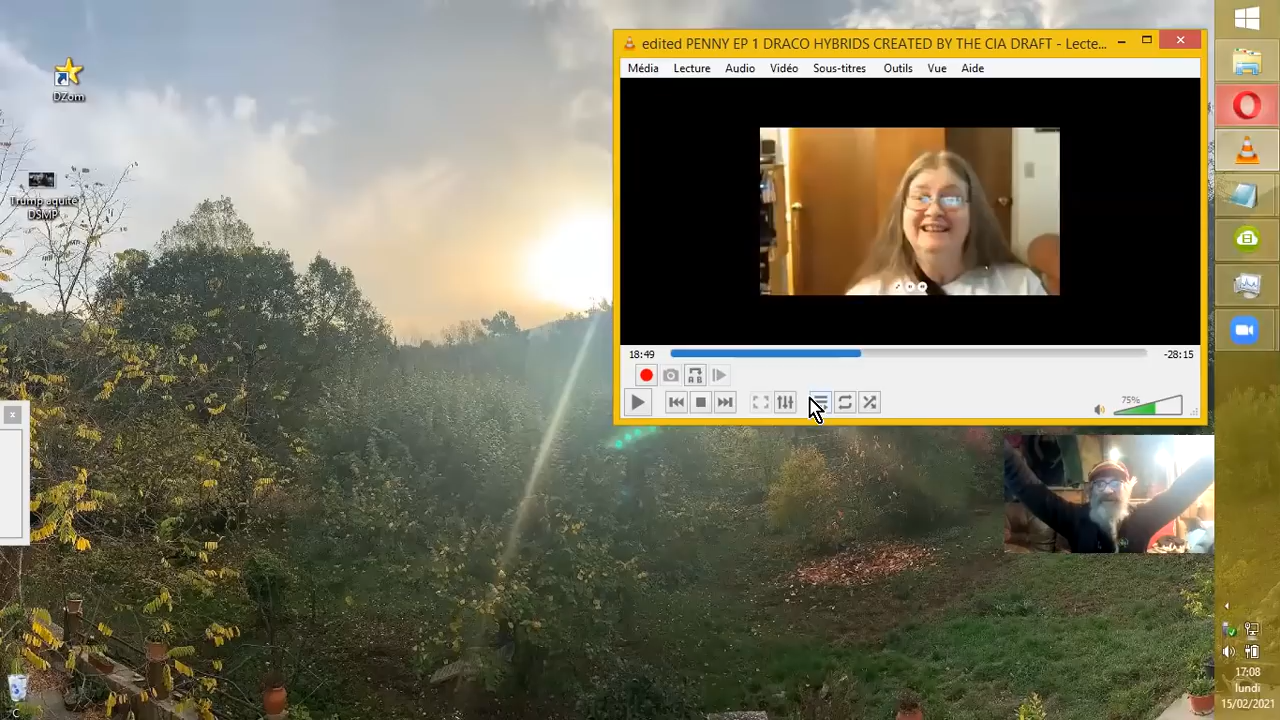 DZom
Trump aquité
DSMP
edited PENNY EP 1 DRACO HYBRIDS CREATED BY THE CIA DRAFT - Lecte...
Média Lecture Audio Vidéo Sous-titres Outils Vue Aide
18:49
-28:15
A B
75%
17:08
lundi
15/02/2021
C